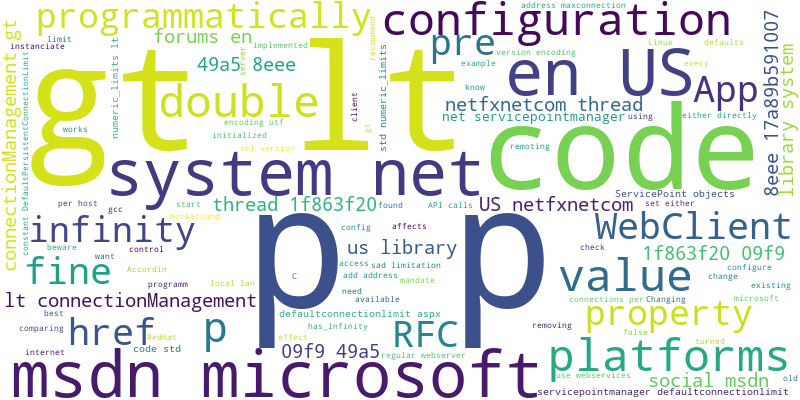 programmatically
configuration
address maxconnection
forums en
pre
en US
App
limit
instanciate
implemented
server
recommend
Linux
defaults
version encoding
every
49a5 8eee
double
gt lt
code
connectionManagement gt
numeric_limits lt
example
know
client
std numeric_limits
netfxnetcom thread
net servicepointmanager
using
either directly
8eee 17a89b591007
library system
works
encoding utf
initialized
xml version
gt
remoting
system net
constant DefaultPersistentConnectionLimit
per host
gcc
start
thread 1f863f20
found
API calls
US netfxnetcom
ServicePoint objects
set either
infinity
workaround
beware
want
control
affects
WebClient
fine
Accordin
config
us library
check
1f863f20 09f9
access
sad limitation
add address
change
configure
existing
programm
local lan
C
need
mandate
value
connections per
Changing
microsoft
lt connectionManagement
available
property
p p
href
p
best
comparing
RedHat
effect
defaultconnectionlimit aspx
has_infinity
RFC
false
turned
removing
platforms
internet
code std
09f9 49a5
regular webserver
use webservices
social msdn
old
msdn microsoft
servicepointmanager defaultconnectionlimit